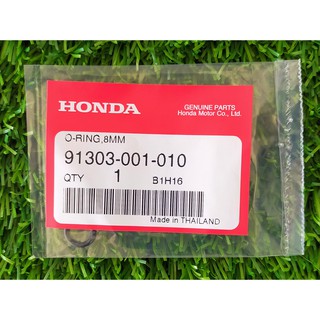 HONDA
GENUINE PARTS
Honda Motor Co., Ltd.
O-RING,8MM
91303-001-010
QTY 1 B1H16
Made in THAILAND